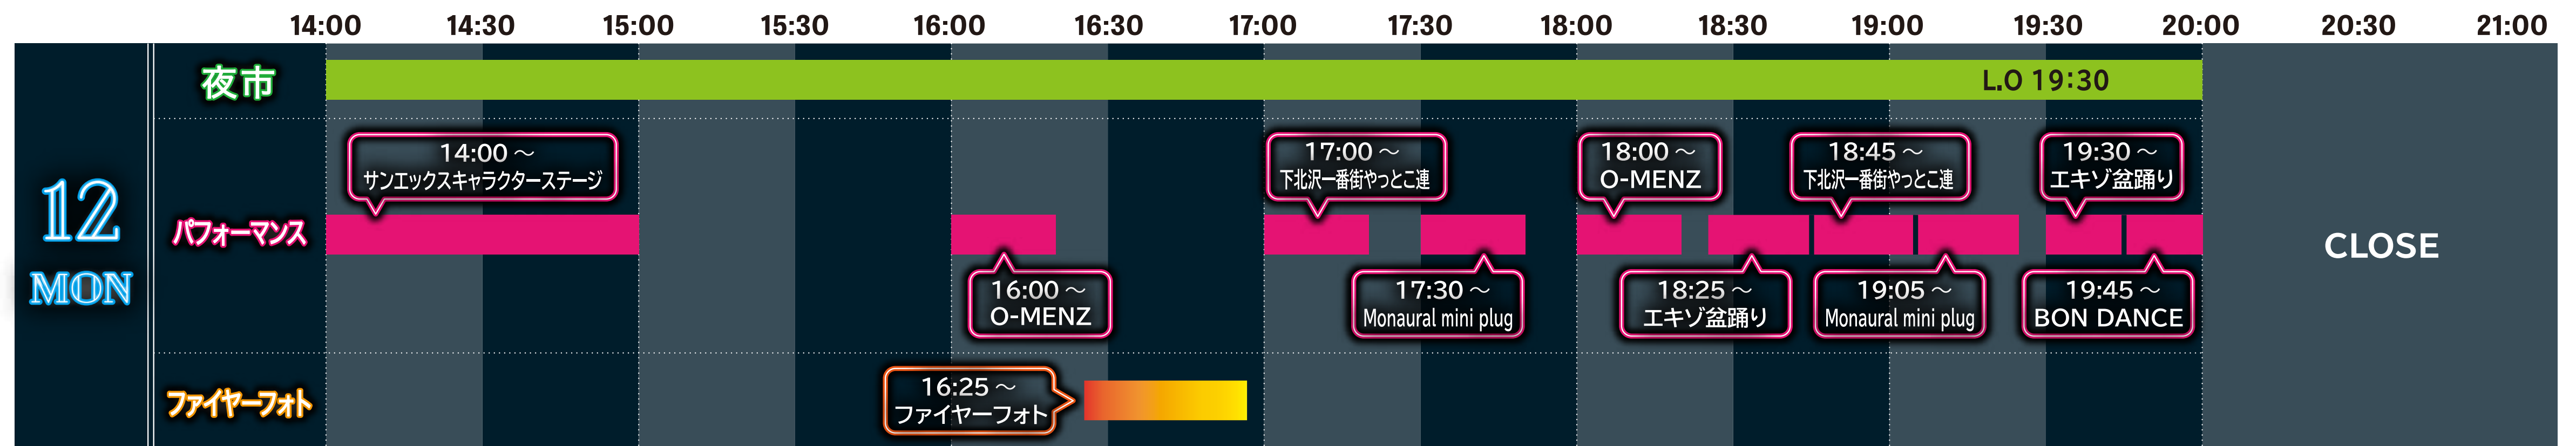 14:00 14:30 15:00 15:30 16:00 16:30 17:00 17:30 18:00 18:30 19:00 19:30 20:00 20:30 21:00
12
MON
夜市
L.O 19:30
パフォーマンス
14:00～
サンエックスキャラクターステージ
16:00～
O-MENZ
17:00～
下北沢一番街やっとこ連
17:30～
Monaural mini plug
18:00～
O-MENZ
18:25～
エキゾ盆踊り
18:45～
下北沢一番街やっとこ連
19:05～
Monaural mini plug
19:30～
エキゾ盆踊り
19:45～
BON DANCE
CLOSE
ファイヤーフォト
16:25～
ファイヤーフォト